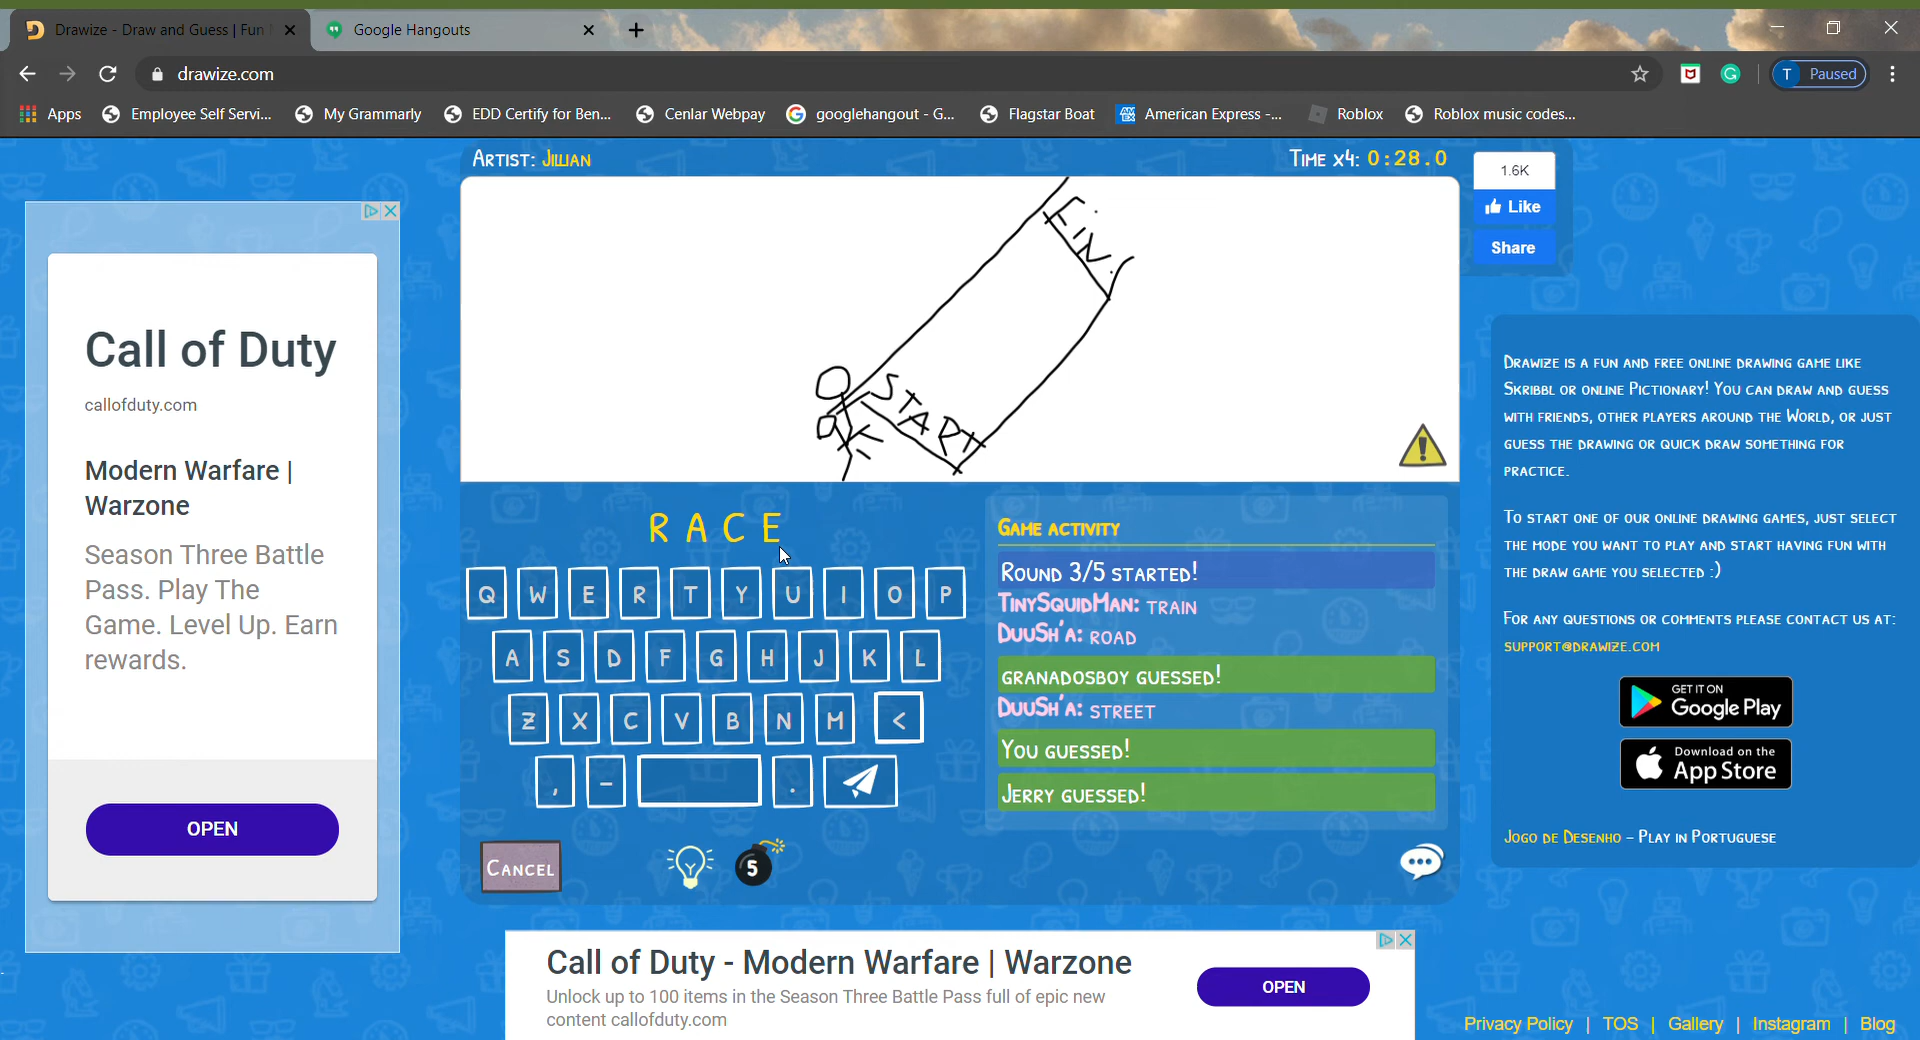 Drawize - Draw and Guess | Fun
Google Hangouts
drawize.com
T Paused
Apps
Employee Self Servi...
My Grammarly
EDD Certify for Ben...
Cenlar Webpay
googlehangout - G...
Flagstar Boat
American Express -...
Roblox
Roblox music codes...
Artist: Jillian
Time x4: 0:28.0
1.6K
Like
Share
FIN
START
Call of Duty
callofduty.com
Modern Warfare |
Warzone
Season Three Battle
Pass. Play The
Game. Level Up. Earn
rewards.
OPEN
RACE
Q W E R T Y U I O P
A S D F G H J K L
Z X C V B N M <
, - .
Cancel
5
Game activity
Round 3/5 started!
TinySquidMan: train
DuuSh'a: road
granadosboy guessed!
DuuSh'a: street
You guessed!
Jerry guessed!
Drawize is a fun and free online drawing game like
Skribbl or online Pictionary! You can draw and guess
with friends, other players around the World, or just
guess the drawing or quick draw something for
practice.
To start one of our online drawing games, just select
the mode you want to play and start having fun with
the draw game you selected :)
For any questions or comments please contact us at:
support@drawize.com
GET IT ON
Google Play
Download on the
App Store
Jogo de Desenho - Play in Portuguese
Call of Duty - Modern Warfare | Warzone
Unlock up to 100 items in the Season Three Battle Pass full of epic new
content callofduty.com
OPEN
Privacy Policy | TOS | Gallery | Instagram | Blog